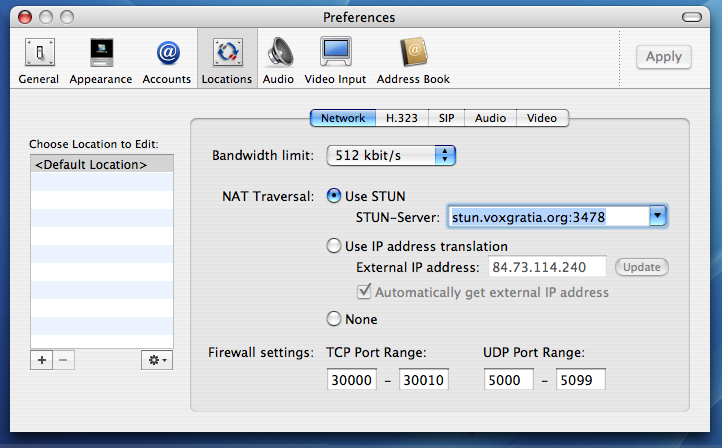 Preferences
General Appearance Accounts Locations Audio Video Input Address Book Apply
Network H.323 SIP Audio Video
Choose Location to Edit:
<Default Location>
Bandwidth limit: 512 kbit/s
NAT Traversal: Use STUN
STUN-Server: stun.voxgratia.org:3478
Use IP address translation
External IP address: 84.73.114.240 Update
Automatically get external IP address
None
Firewall settings: TCP Port Range: UDP Port Range:
30000 - 30010 5000 - 5099